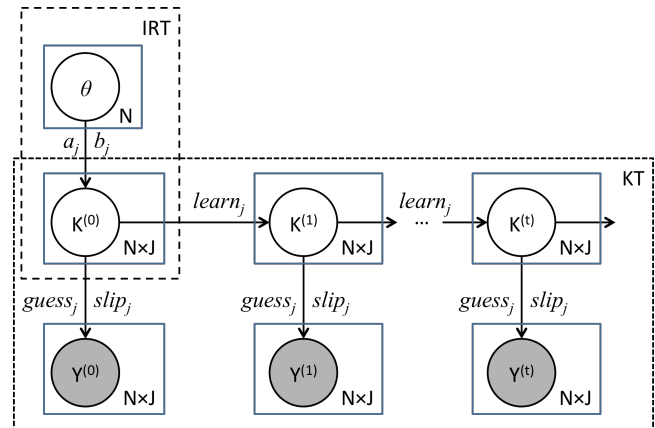 IRT
θ
N
a_j b_j
KT
K^(0) learn_j K^(1) learn_j K^(t)
...
N×J N×J N×J
guess_j slip_j guess_j slip_j guess_j slip_j
Y^(0) Y^(1) Y^(t)
N×J N×J N×J